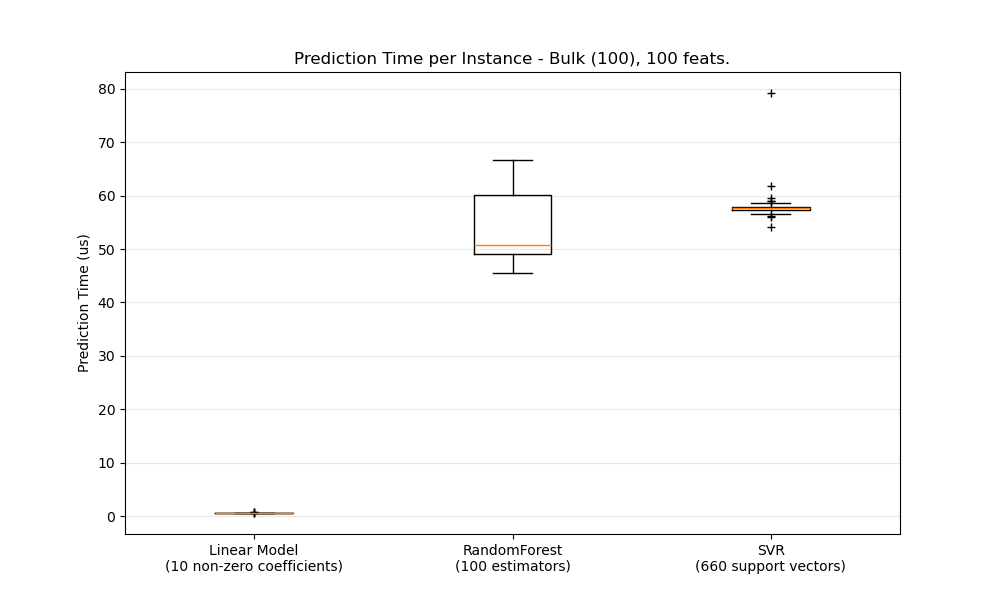 Prediction Time per Instance - Bulk (100), 100 feats.
80
70
60
50
40
30
20
10
0
Prediction Time (us)
Linear Model
(10 non-zero coefficients)
RandomForest
(100 estimators)
SVR
(660 support vectors)